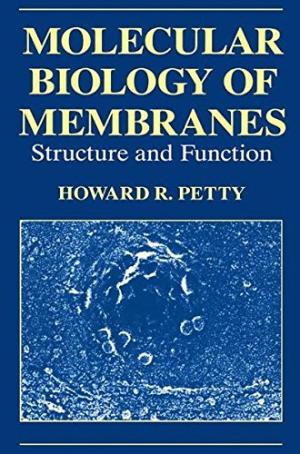 MOLECULAR
BIOLOGY OF
MEMBRANES
Structure and Function
HOWARD R. PETTY